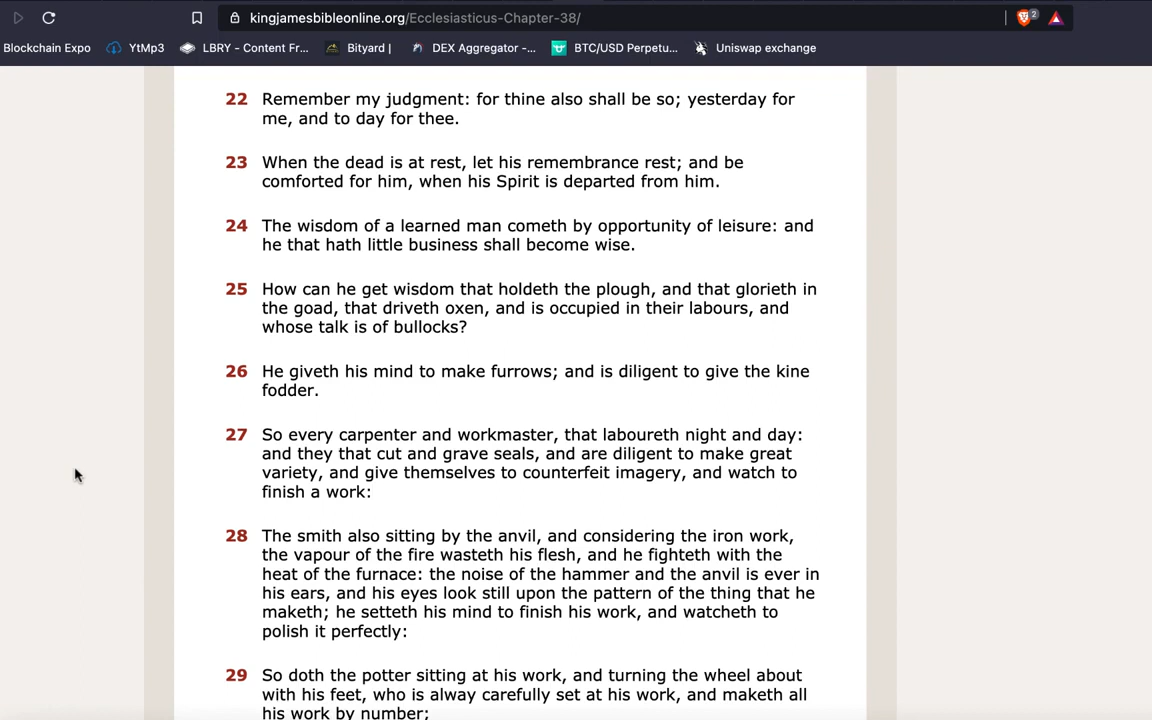 kingjamesbibleonline.org/Ecclesiasticus-Chapter-38/
2
Blockchain Expo YtMp3 LBRY - Content Fr... Bityard | DEX Aggregator -... BTC/USD Perpetu... Uniswap exchange
22 Remember my judgment: for thine also shall be so; yesterday for
me, and to day for thee.
23 When the dead is at rest, let his remembrance rest; and be
comforted for him, when his Spirit is departed from him.
24 The wisdom of a learned man cometh by opportunity of leisure: and
he that hath little business shall become wise.
25 How can he get wisdom that holdeth the plough, and that glorieth in
the goad, that driveth oxen, and is occupied in their labours, and
whose talk is of bullocks?
26 He giveth his mind to make furrows; and is diligent to give the kine
fodder.
27 So every carpenter and workmaster, that laboureth night and day:
and they that cut and grave seals, and are diligent to make great
variety, and give themselves to counterfeit imagery, and watch to
finish a work:
28 The smith also sitting by the anvil, and considering the iron work,
the vapour of the fire wasteth his flesh, and he fighteth with the
heat of the furnace: the noise of the hammer and the anvil is ever in
his ears, and his eyes look still upon the pattern of the thing that he
maketh; he setteth his mind to finish his work, and watcheth to
polish it perfectly:
29 So doth the potter sitting at his work, and turning the wheel about
with his feet, who is alway carefully set at his work, and maketh all
his work by number;